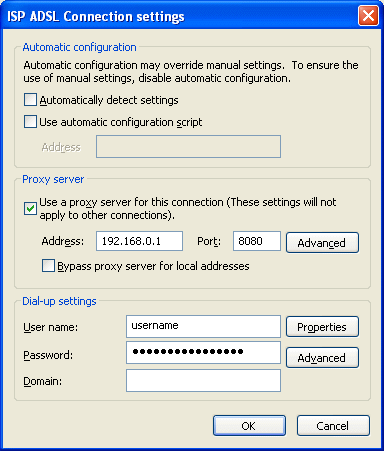 ISP ADSL Connection settings
Automatic configuration
Automatic configuration may override manual settings. To ensure the
use of manual settings, disable automatic configuration.
Automatically detect settings
Use automatic configuration script
Address
Proxy server
Use a proxy server for this connection (These settings will not
apply to other connections).
Address: 192.168.0.1 Port: 8080 Advanced
Bypass proxy server for local addresses
Dial-up settings
User name: username Properties
Password: ●●●●●●●●●●●●●●●● Advanced
Domain:
OK Cancel